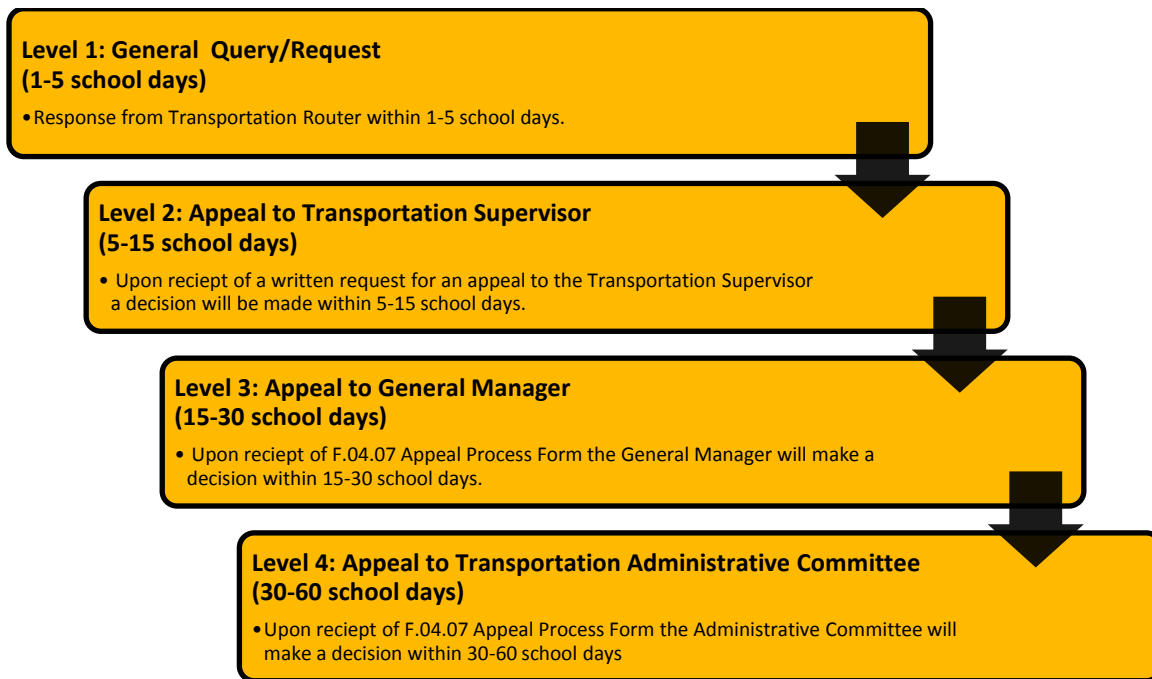 Level 1: General  Query/Request
(1-5 school days)
•Response from Transportation Router within 1-5 school days.
Level 2: Appeal to Transportation Supervisor
(5-15 school days)
• Upon reciept of a written request for an appeal to the Transportation Supervisor
a decision will be made within 5-15 school days.
Level 3: Appeal to General Manager
(15-30 school days)
• Upon reciept of F.04.07 Appeal Process Form the General Manager will make a
decision within 15-30 school days.
Level 4: Appeal to Transportation Administrative Committee
(30-60 school days)
•Upon reciept of F.04.07 Appeal Process Form the Administrative Committee will
make a decision within 30-60 school days